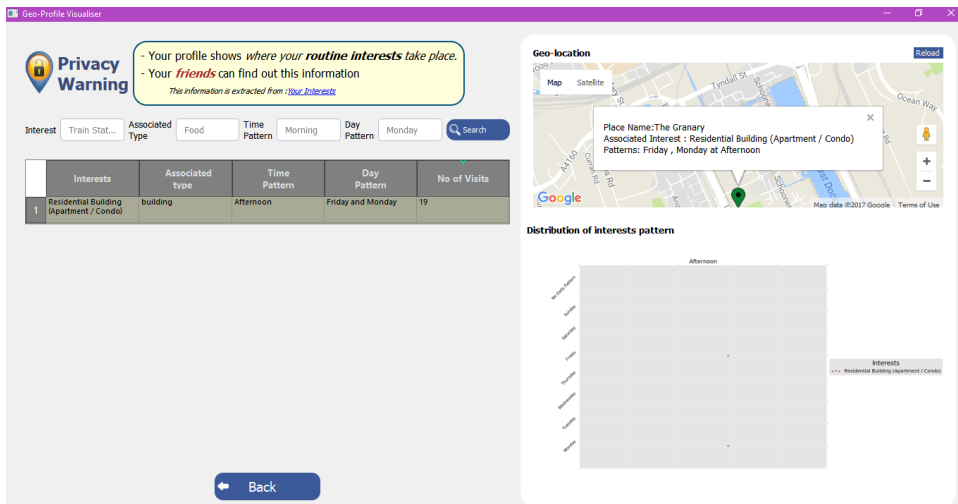 Geo-Profile Visualiser
Privacy
Warning
- Your profile shows where your routine interests take place.
- Your friends can find out this information
This information is extracted from :Your Interests
Interest
Train Stat...
Associated
Type
Food
Time
Pattern
Morning
Day
Pattern
Monday
Search
Interests
Associated
type
Time
Pattern
Day
Pattern
No of Visits
1
Residential Building
(Apartment / Condo)
building
Afternoon
Friday and Monday
19
Back
Geo-location
Reload
Map
Satellite
Tyndall St
Schooner
Ocean Way
Place Name:The Granary
Associated Interest : Residential Building (Apartment / Condo)
Patterns: Friday , Monday at Afternoon
A4160
Curran Rd
Google
Map data ©2017 Google
Terms of Use
Distribution of interests pattern
Afternoon
No Daily Pattern
Sunday
Saturday
Friday
Thursday
Wednesday
Tuesday
Monday
Interests
Residential Building (Apartment / Condo)